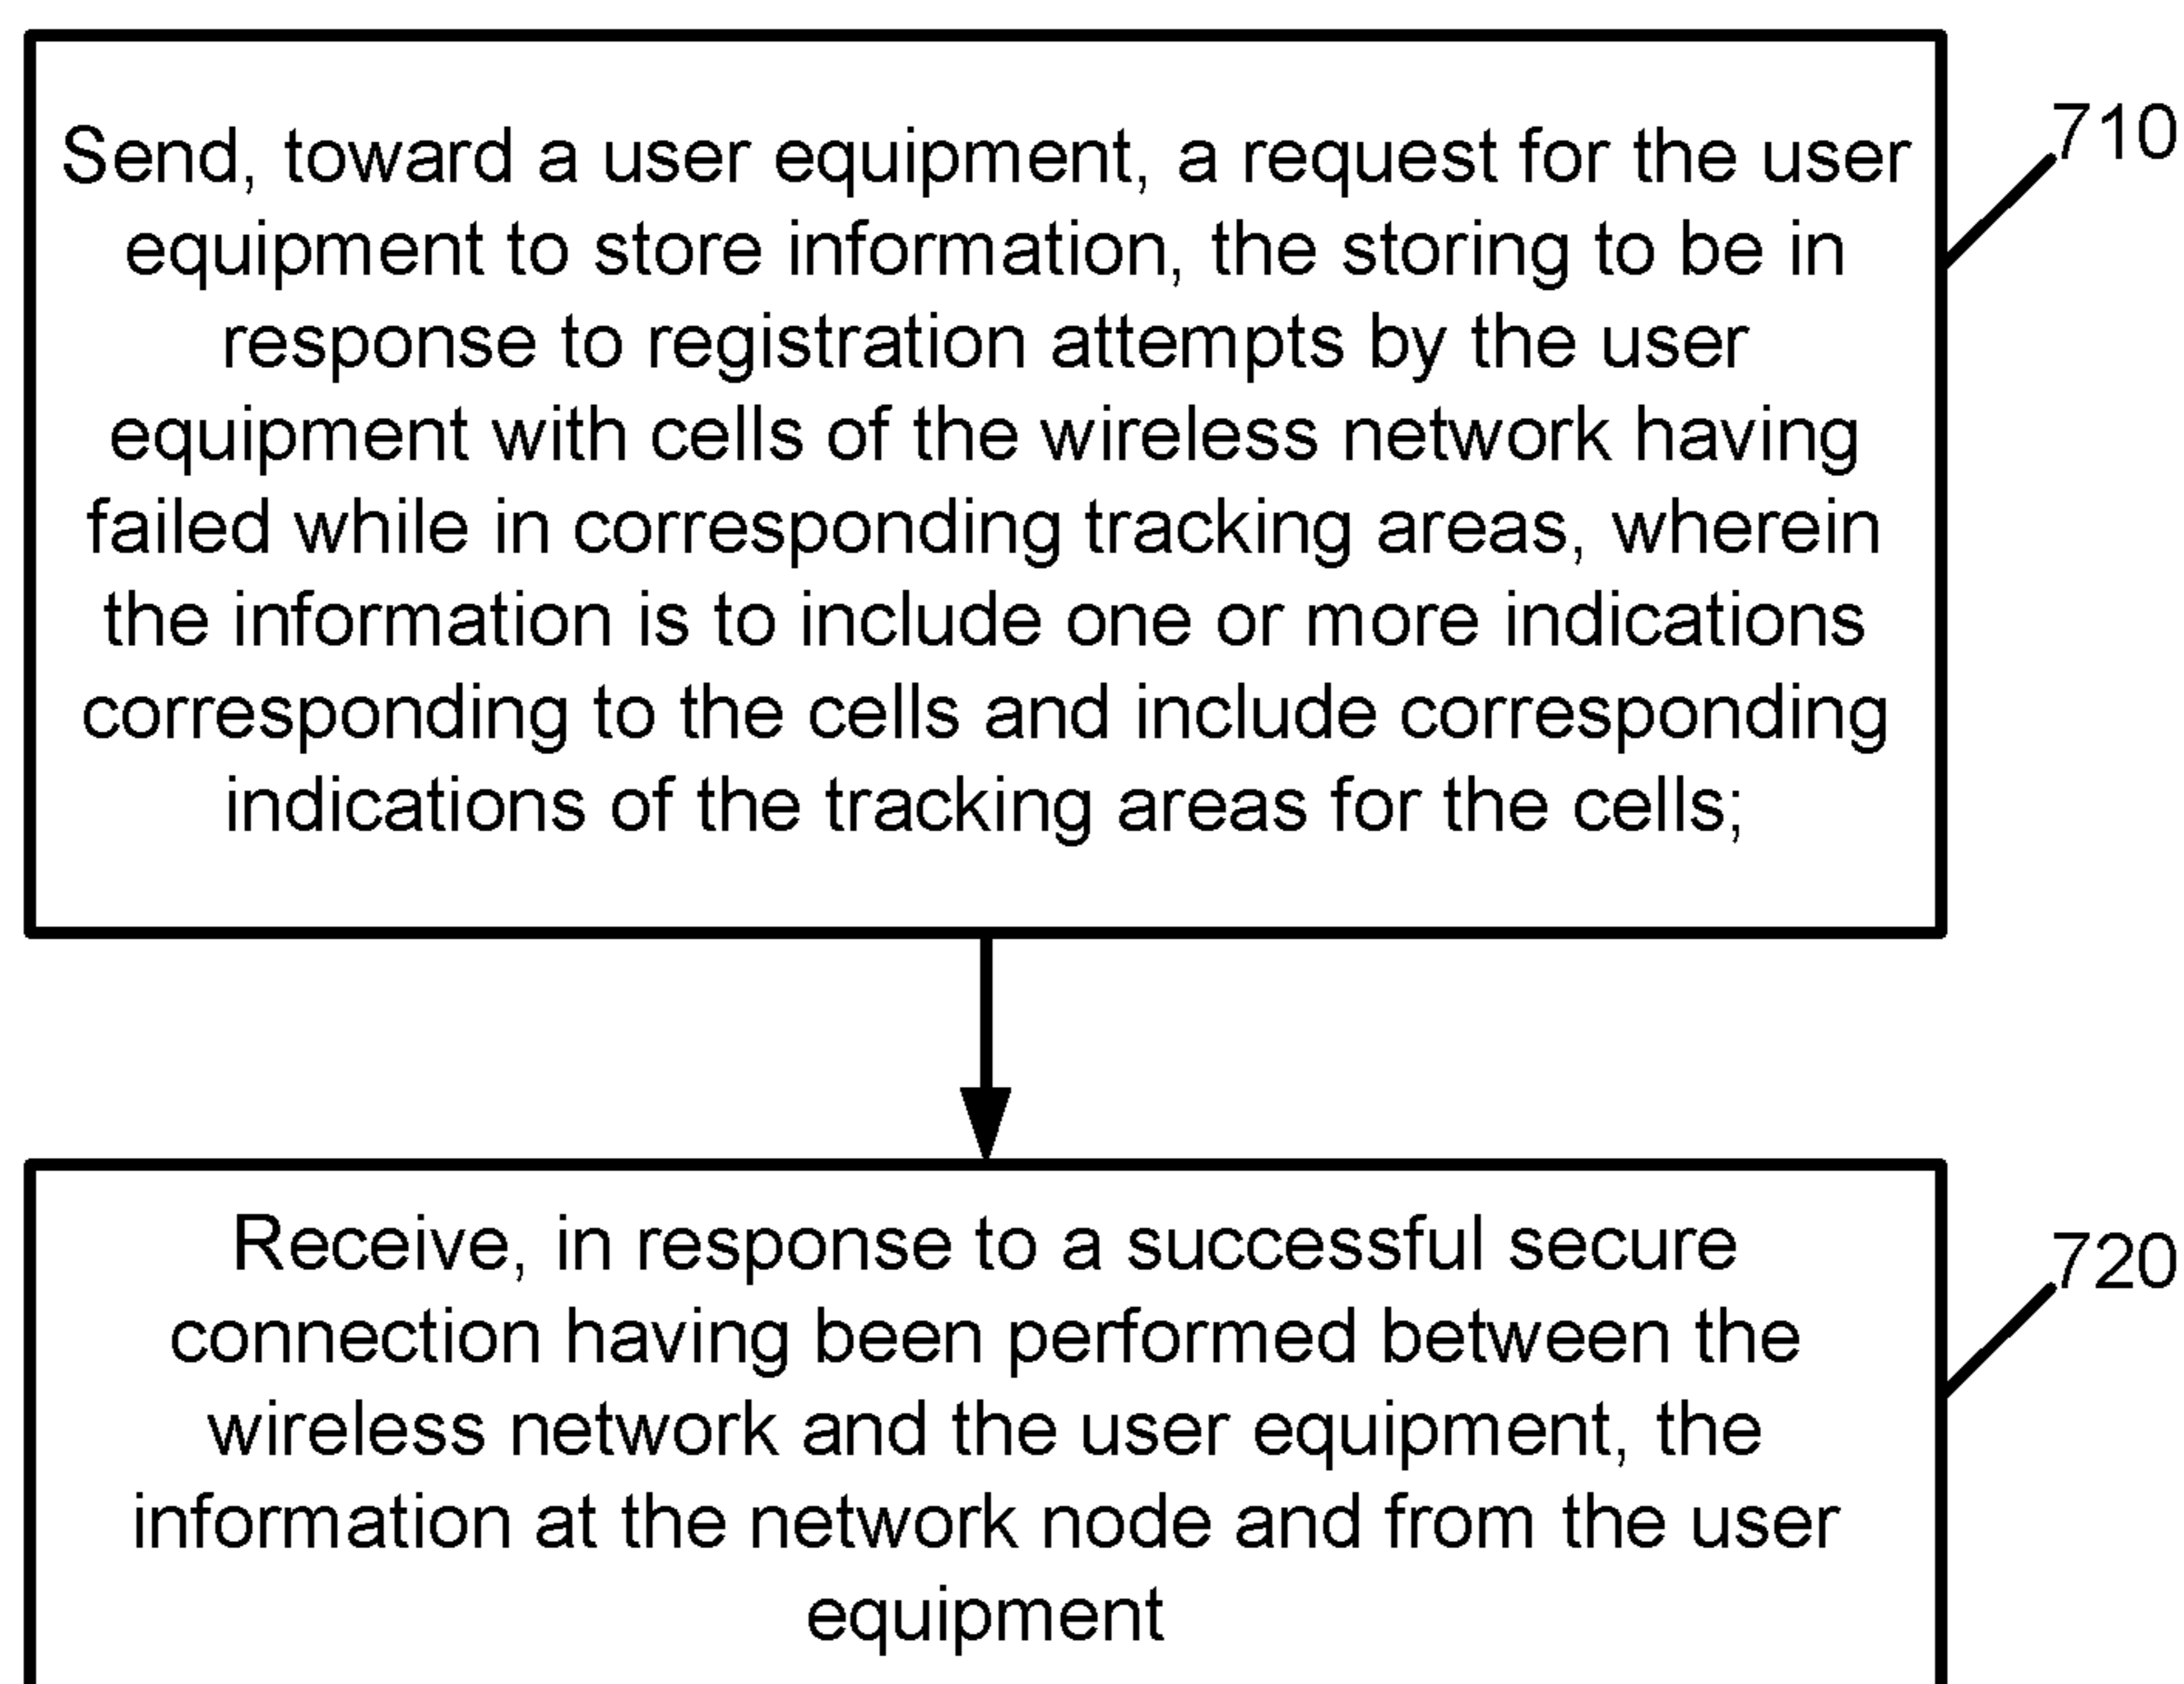 Send, toward a user equipment, a request for the user
equipment to store information, the storing to be in
response to registration attempts by the user
equipment with cells of the wireless network having
failed while in corresponding tracking areas, wherein
the information is to include one or more indications
corresponding to the cells and include corresponding
indications of the tracking areas for the cells;
710
Receive, in response to a successful secure
connection having been performed between the
wireless network and the user equipment, the
information at the network node and from the user
equipment
720